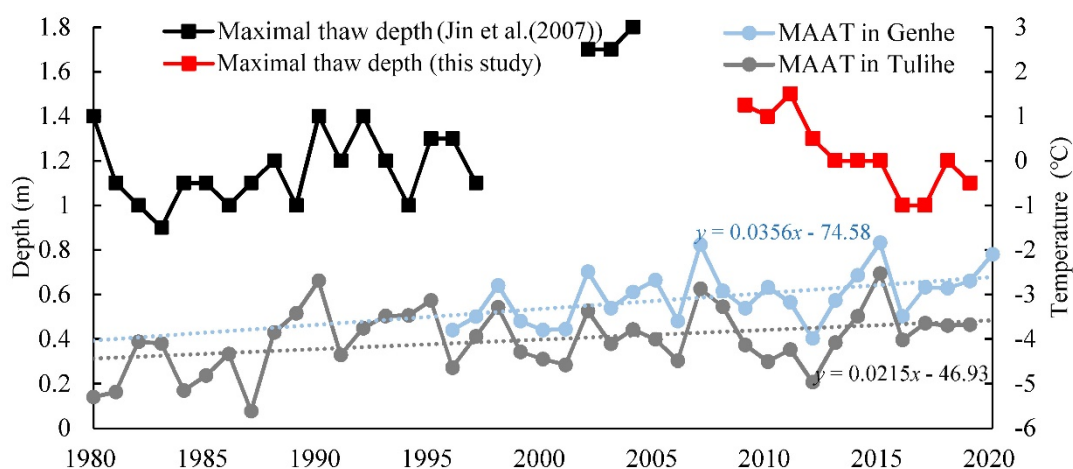 Maximal thaw depth (Jin et al.(2007))
Maximal thaw depth (this study)
MAAT in Genhe
MAAT in Tulihe
Depth (m)
1.8
1.6
1.4
1.2
1
0.8
0.6
0.4
0.2
0
Temperature (℃)
3
2
1
0
-1
-2
-3
-4
-5
-6
y = 0.0356x - 74.58
y = 0.0215x - 46.93
1980 1985 1990 1995 2000 2005 2010 2015 2020